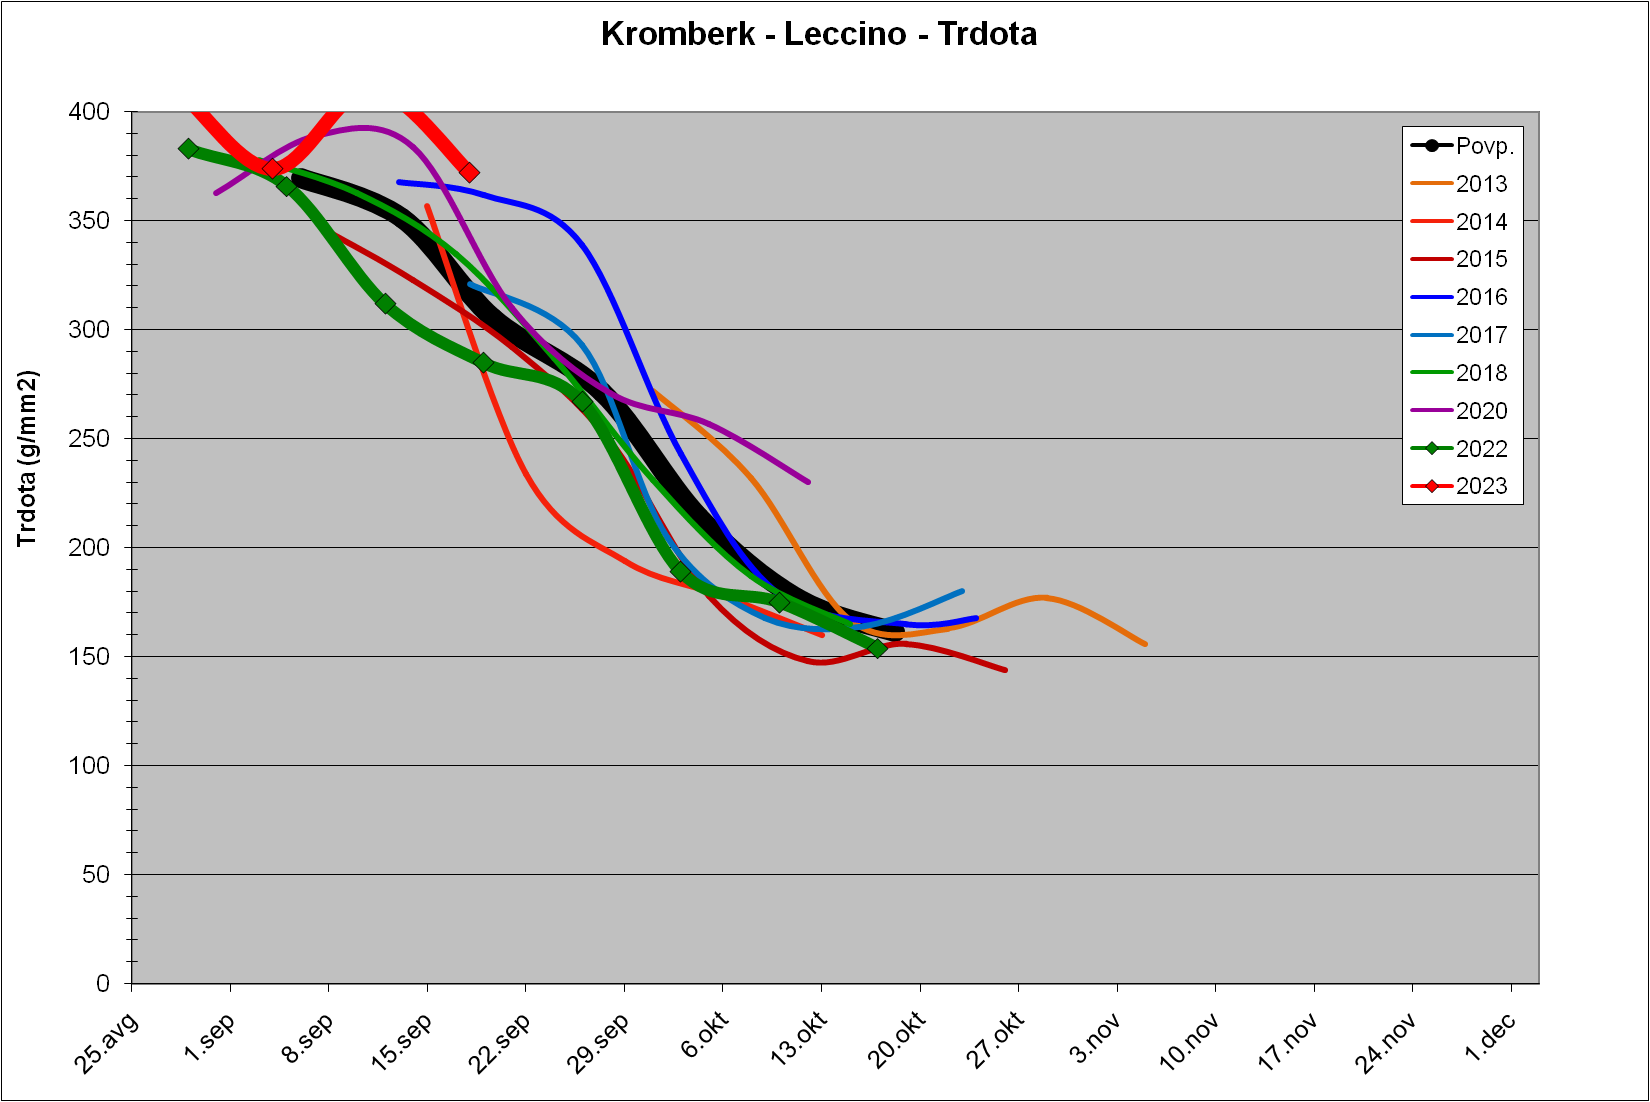 Kromberk - Leccino - Trdota
Trdota (g/mm2)
400
350
300
250
200
150
100
50
0
25.avg
1.sep
8.sep
15.sep
22.sep
29.sep
6.okt
13.okt
20.okt
27.okt
3.nov
10.nov
17.nov
24.nov
1.dec
Povp.
2013
2014
2015
2016
2017
2018
2020
2022
2023